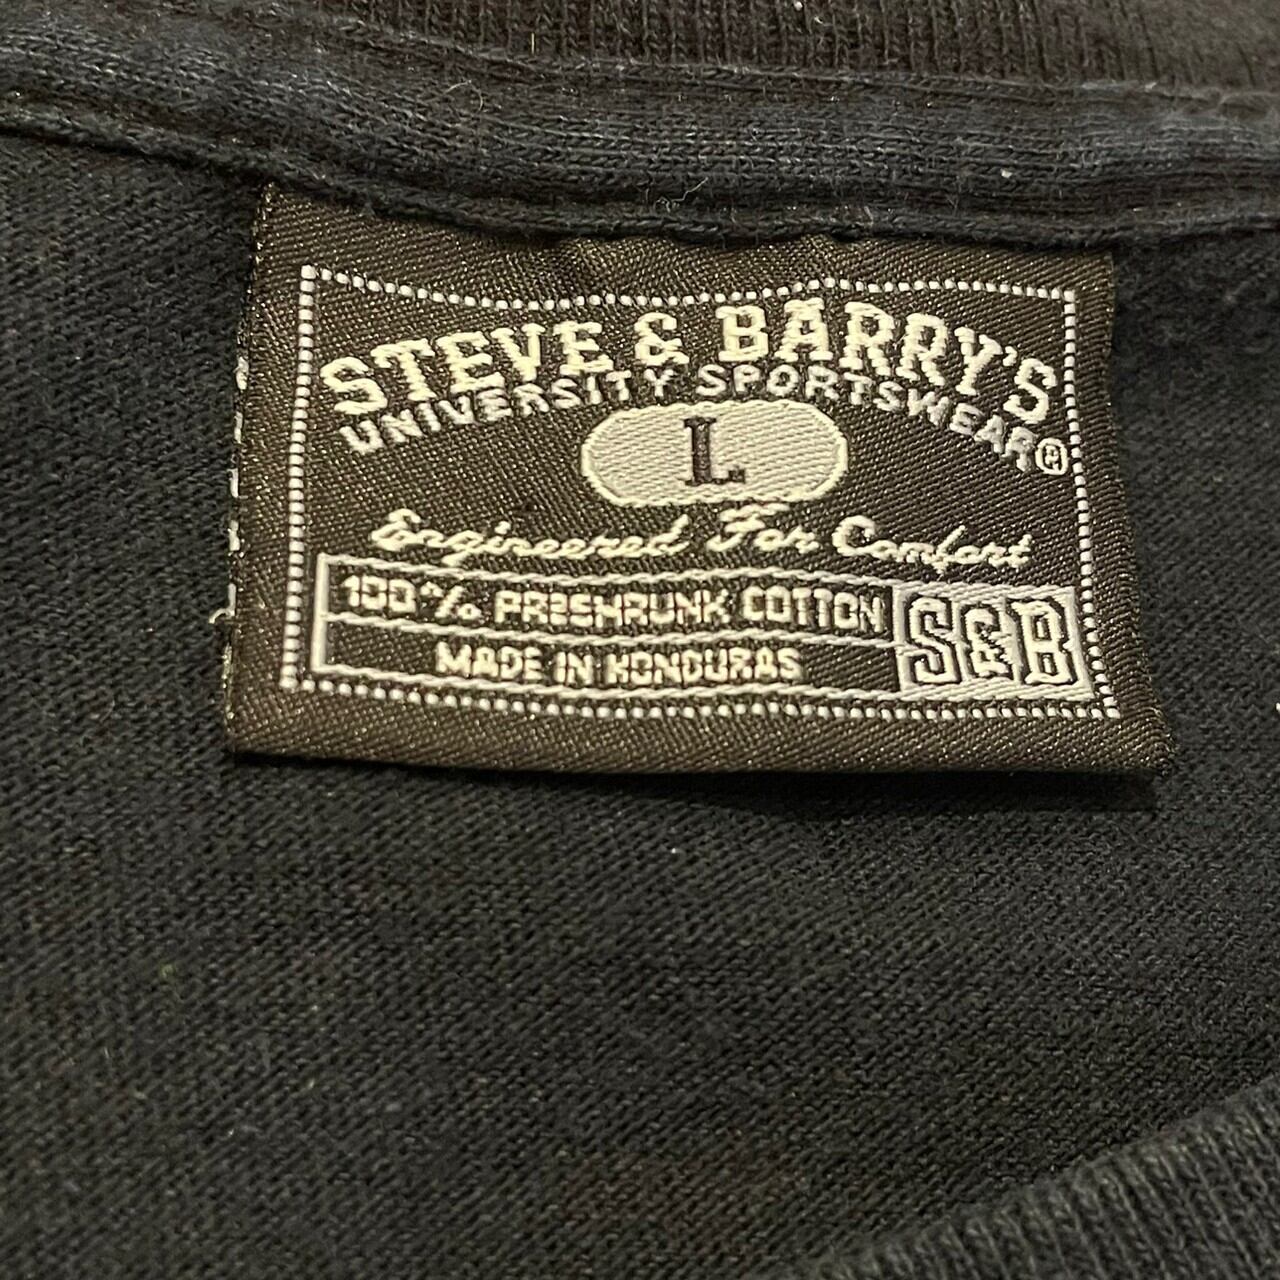 STEVE & BARRY'S
UNIVERSITY SPORTSWEAR®
L
Engineered For Comfort
100% PRESHRUNK COTTON
MADE IN HONDURAS
S&B